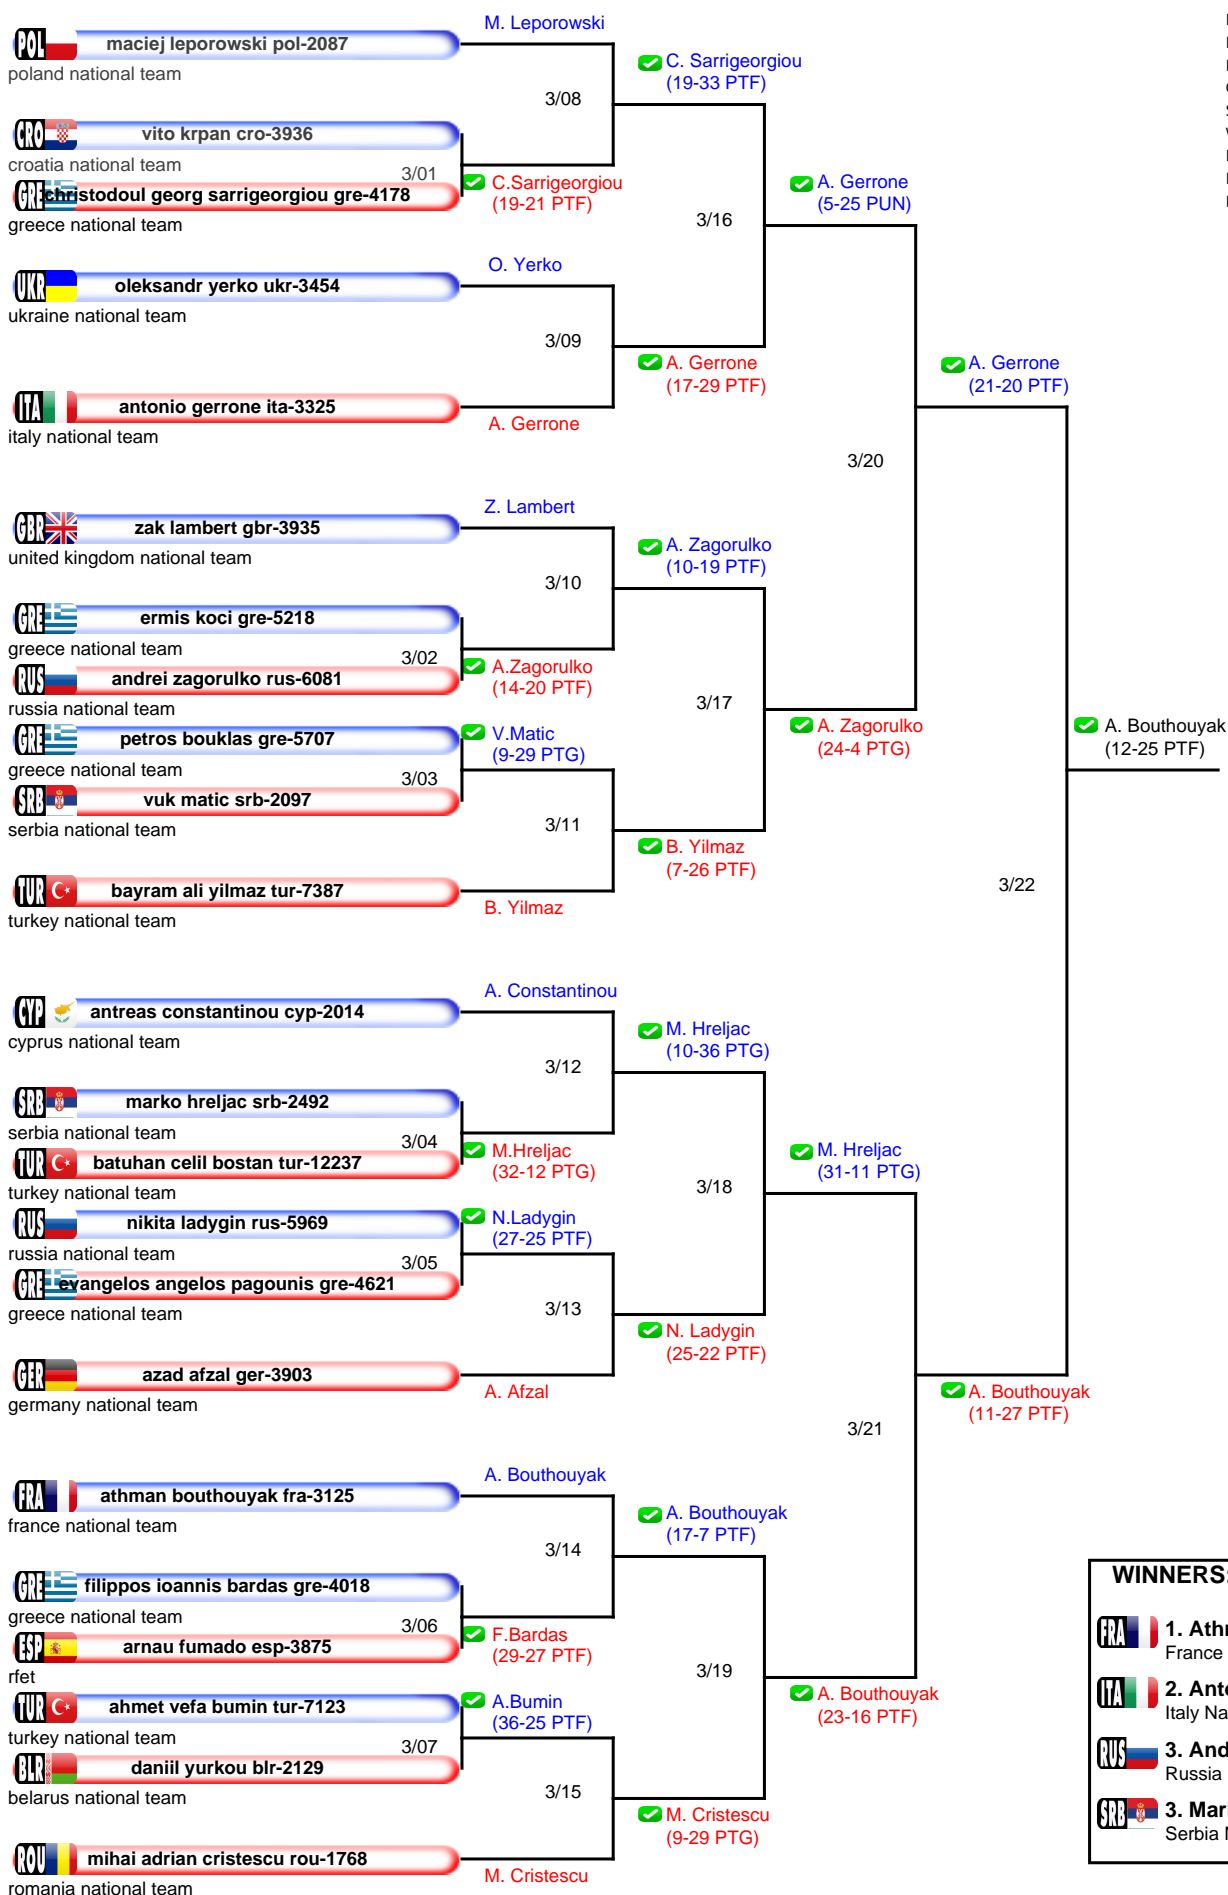 M. Leporowski
POL maciej leporowski pol-2087
poland national team
C. Sarrigeorgiou
(19-33 PTF)
3/08
CRO vito krpan cro-3936
croatia national team
3/01
GRE christodoul georg sarrigeorgiou gre-4178
greece national team
C.Sarrigeorgiou
(19-21 PTF)
A. Gerrone
(5-25 PUN)
3/16
O. Yerko
UKR oleksandr yerko ukr-3454
ukraine national team
3/09
A. Gerrone
(17-29 PTF)
A. Gerrone
(21-20 PTF)
ITA antonio gerrone ita-3325
italy national team
A. Gerrone
3/20
Z. Lambert
GBR zak lambert gbr-3935
united kingdom national team
A. Zagorulko
(10-19 PTF)
3/10
GRE ermis koci gre-5218
greece national team
3/02
RUS andrei zagorulko rus-6081
russia national team
A.Zagorulko
(14-20 PTF)
3/17
GRE petros bouklas gre-5707
greece national team
V.Matic
(9-29 PTG)
A. Zagorulko
(24-4 PTG)
A. Bouthouyak
(12-25 PTF)
3/03
SRB vuk matic srb-2097
serbia national team
3/11
B. Yilmaz
(7-26 PTF)
TUR bayram ali yilmaz tur-7387
turkey national team
B. Yilmaz
3/22
A. Constantinou
CYP antreas constantinou cyp-2014
cyprus national team
M. Hreljac
(10-36 PTG)
3/12
SRB marko hreljac srb-2492
serbia national team
3/04
TUR batuhan celil bostan tur-12237
turkey national team
M.Hreljac
(32-12 PTG)
M. Hreljac
(31-11 PTG)
3/18
RUS nikita ladygin rus-5969
russia national team
N.Ladygin
(27-25 PTF)
3/05
GRE evangelos angelos pagounis gre-4621
greece national team
3/13
N. Ladygin
(25-22 PTF)
GER azad afzal ger-3903
germany national team
A. Afzal
A. Bouthouyak
(11-27 PTF)
3/21
A. Bouthouyak
FRA athman bouthouyak fra-3125
france national team
A. Bouthouyak
(17-7 PTF)
3/14
GRE filippos ioannis bardas gre-4018
greece national team
3/06
ESP arnau fumado esp-3875
rfet
F.Bardas
(29-27 PTF)
3/19
TUR ahmet vefa bumin tur-7123
turkey national team
A.Bumin
(36-25 PTF)
A. Bouthouyak
(23-16 PTF)
3/07
BLR daniil yurkou blr-2129
belarus national team
3/15
M. Cristescu
(9-29 PTG)
ROU mihai adrian cristescu rou-1768
romania national team
M. Cristescu
WINNERS:
FRA 1. Athr
France
ITA 2. Anto
Italy Na
RUS 3. And
Russia
SRB 3. Mar
Serbia N